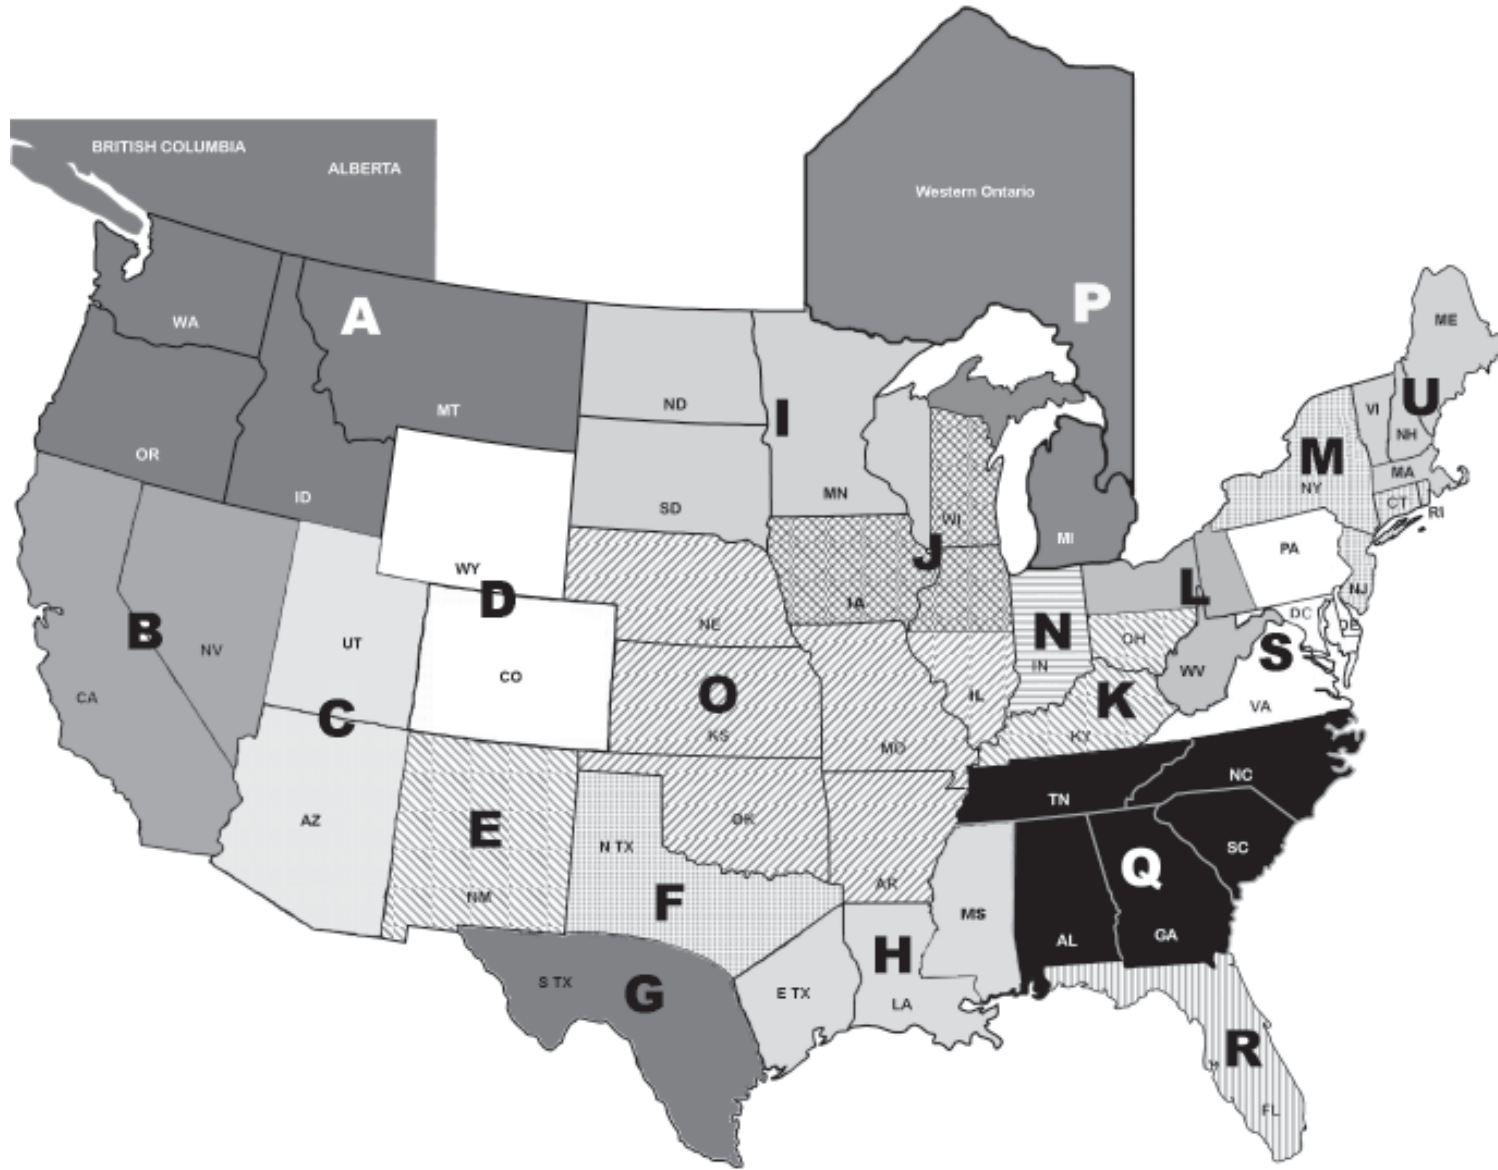 BRITISH COLUMBIA
ALBERTA
Western Ontario
P
WA
A
MT
OR
ID
ND
I
SD
MN
WI
MI
ME
U
VI
NH
M
NY
MA
CT
RI
WY
D
J
IA
PA
L
NJ
DC
DE
B
NV
CA
UT
CO
C
AZ
NE
O
KS
N
IN
OH
IL
K
KY
WV
S
VA
MO
E
NM
N TX
F
OK
AR
TN
NC
SC
Q
AL
GA
MS
H
LA
S TX
G
E TX
R
FL